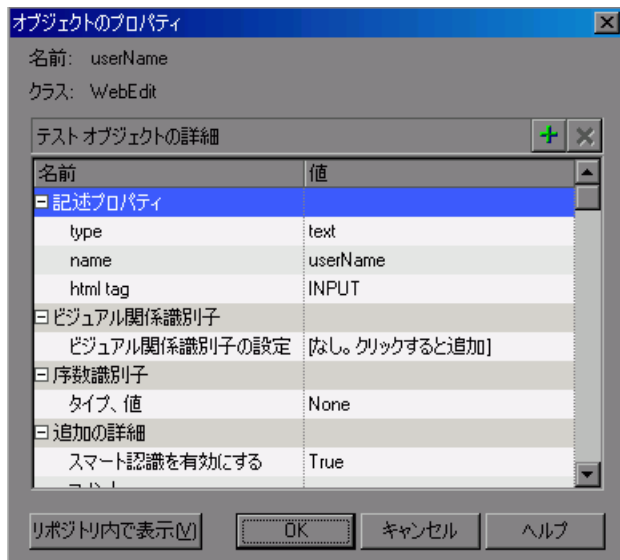 オブジェクトのプロパティ
名前: userName
クラス: WebEdit
テスト オブジェクトの詳細
名前 値
記述プロパティ
type text
name userName
html tag INPUT
ビジュアル関係識別子
ビジュアル関係識別子の設定 [なし。クリックすると追加]
序数識別子
タイプ、値 None
追加の詳細
スマート認識を有効にする True
リポジトリ内で表示(V) OK キャンセル ヘルプ